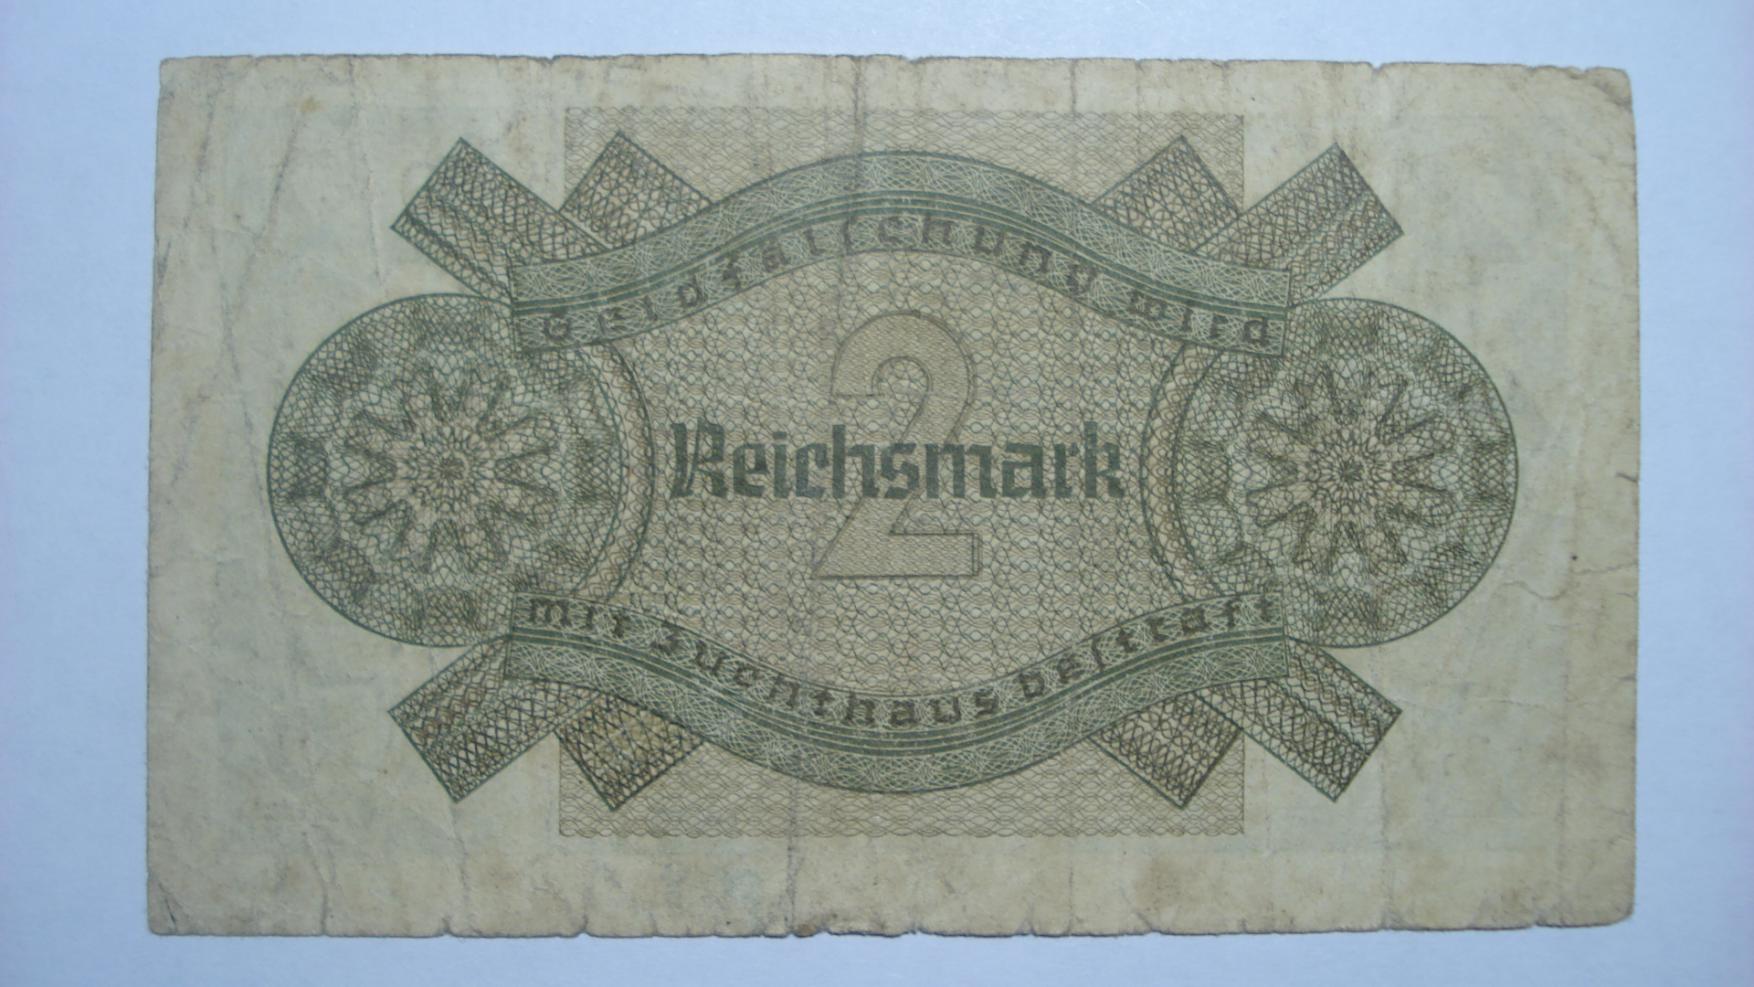 Geldfälschung wird
2
Reichsmark
mit Zuchthaus bestraft